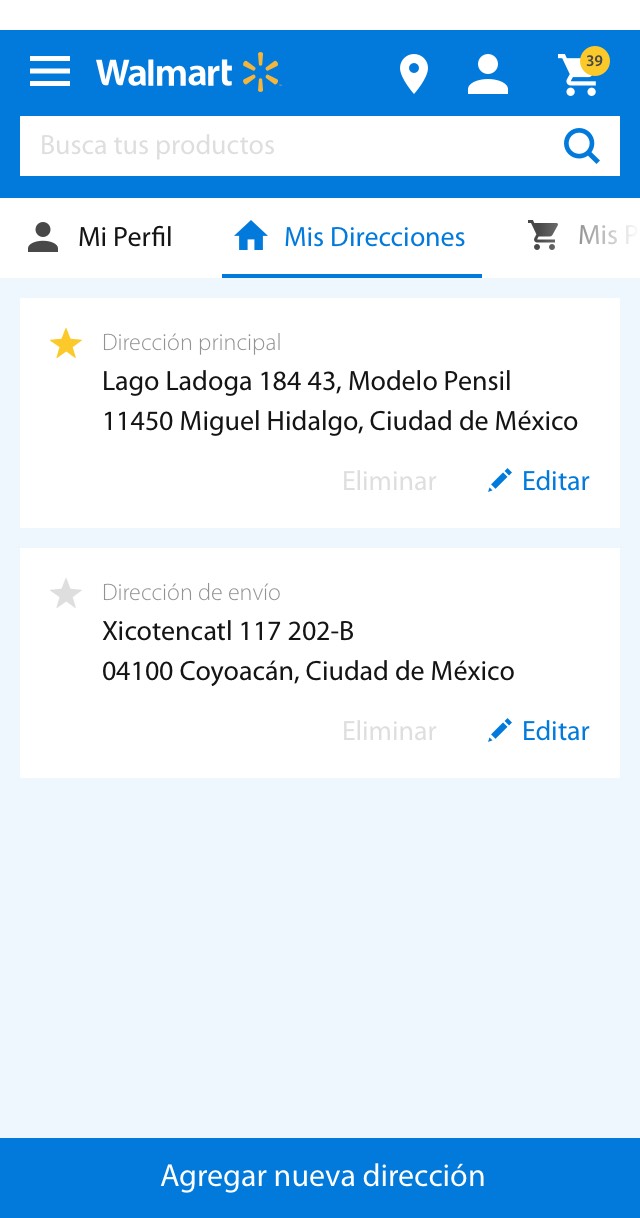 Walmart
39
Busca tus productos
Mi Perfil
Mis Direcciones
Mis P
Dirección principal
Lago Ladoga 184 43, Modelo Pensil
11450 Miguel Hidalgo, Ciudad de México
Eliminar
Editar
Dirección de envío
Xicotencatl 117 202-B
04100 Coyoacán, Ciudad de México
Eliminar
Editar
Agregar nueva dirección